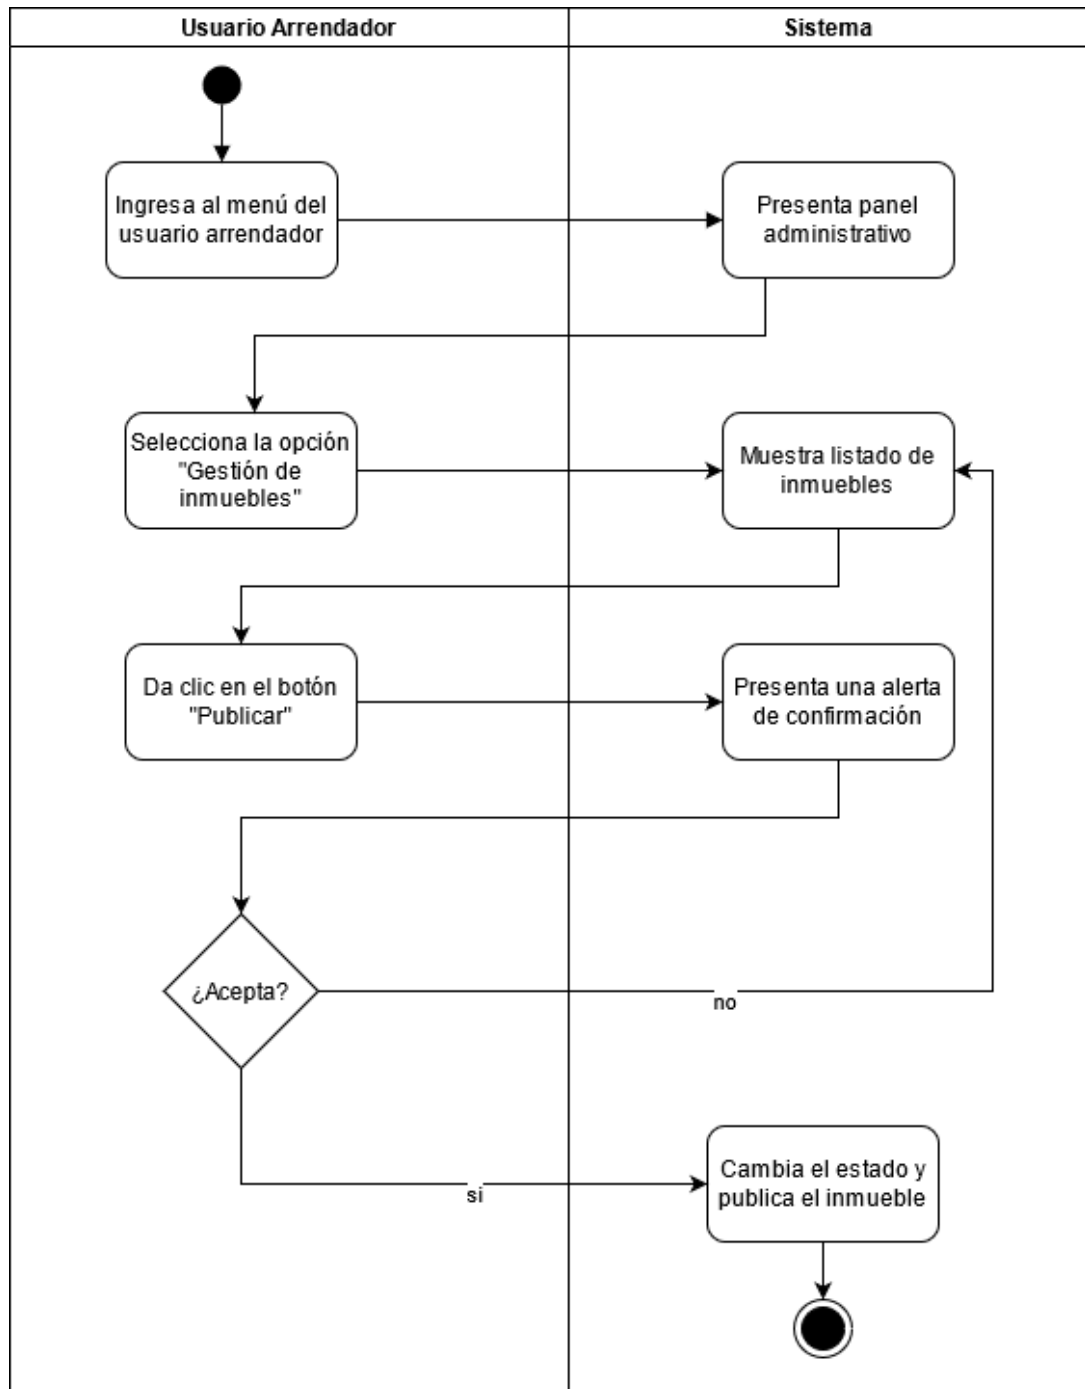 Usuario Arrendador
Sistema
Ingresa al menú del
usuario arrendador
Presenta panel
administrativo
Selecciona la opción
"Gestión de
inmuebles"
Muestra listado de
inmuebles
Da clic en el botón
"Publicar"
Presenta una alerta
de confirmación
¿Acepta?
no
si
Cambia el estado y
publica el inmueble